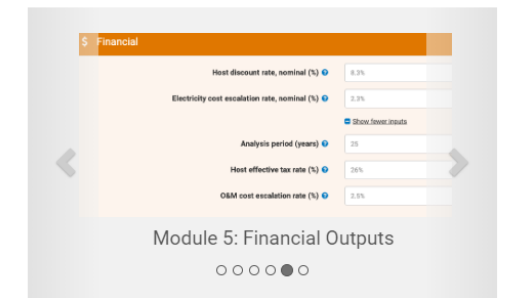 $ Financial
Host discount rate, nominal (%) 8.3%
Electricity cost escalation rate, nominal (%) 2.3%
Show fewer inputs
Analysis period (years) 25
Host effective tax rate (%) 26%
O&M cost escalation rate (%) 2.5%
Module 5: Financial Outputs